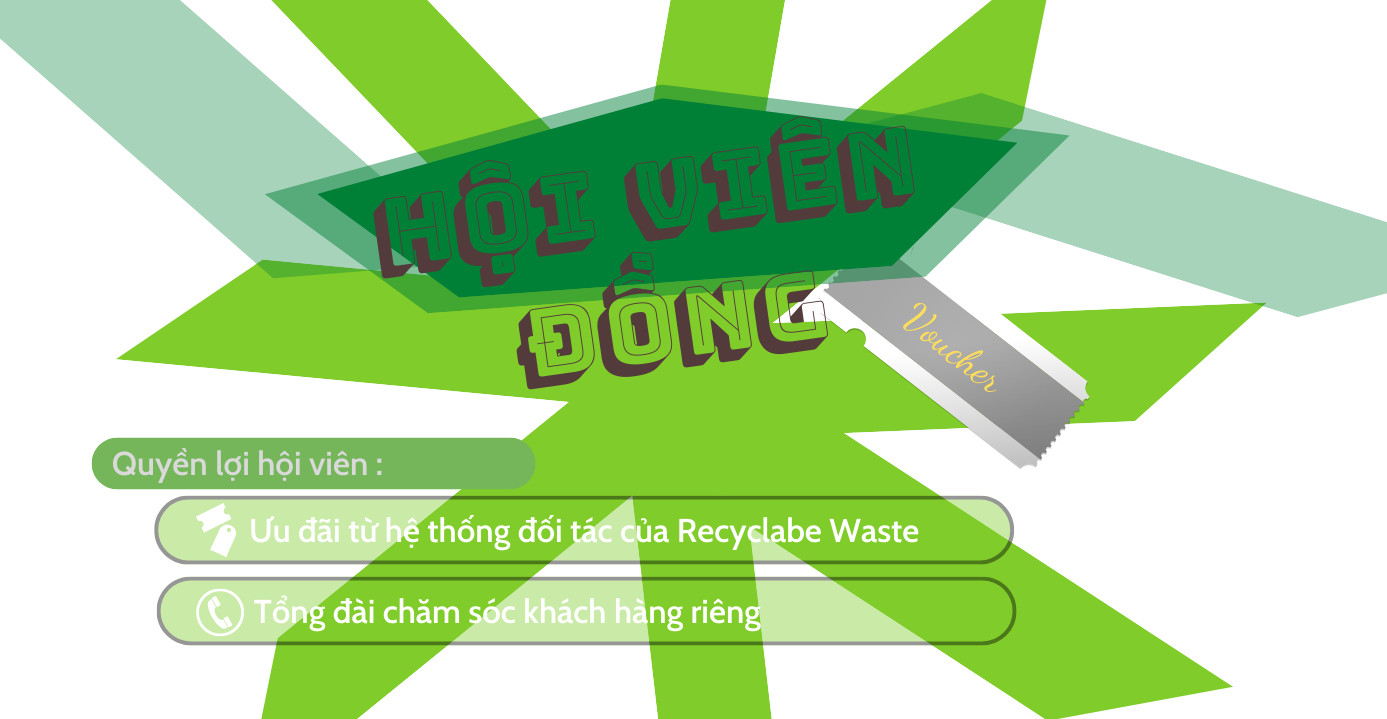 HỘI VIÊN
ĐỒNG
Voucher
Quyền lợi hội viên :
Ưu đãi từ hệ thống đối tác của Recyclabe Waste
Tổng đài chăm sóc khách hàng riêng